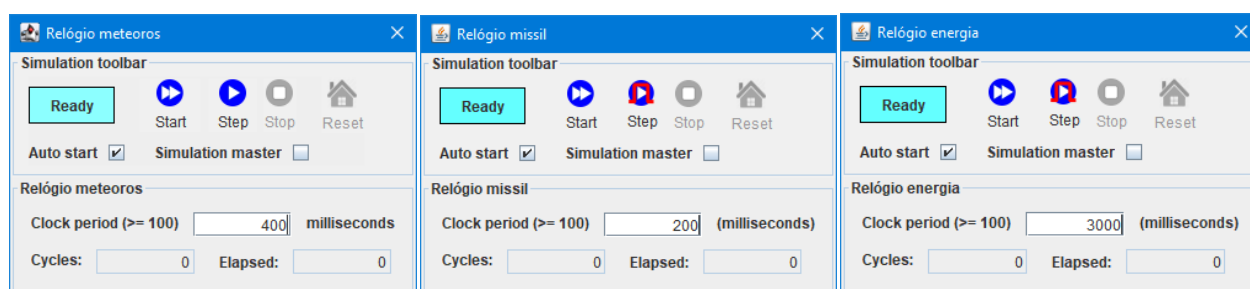 Relógio meteoros
Simulation toolbar
Ready
Start Step Stop Reset
Auto start Simulation master
Relógio meteoros
Clock period (>= 100) 400 milliseconds
Cycles: 0 Elapsed: 0
Relógio missil
Simulation toolbar
Ready
Start Step Stop Reset
Auto start Simulation master
Relógio missil
Clock period (>= 100) 200 (milliseconds)
Cycles: 0 Elapsed: 0
Relógio energia
Simulation toolbar
Ready
Start Step Stop Reset
Auto start Simulation master
Relógio energia
Clock period (>= 100) 3000 (milliseconds)
Cycles: 0 Elapsed: 0